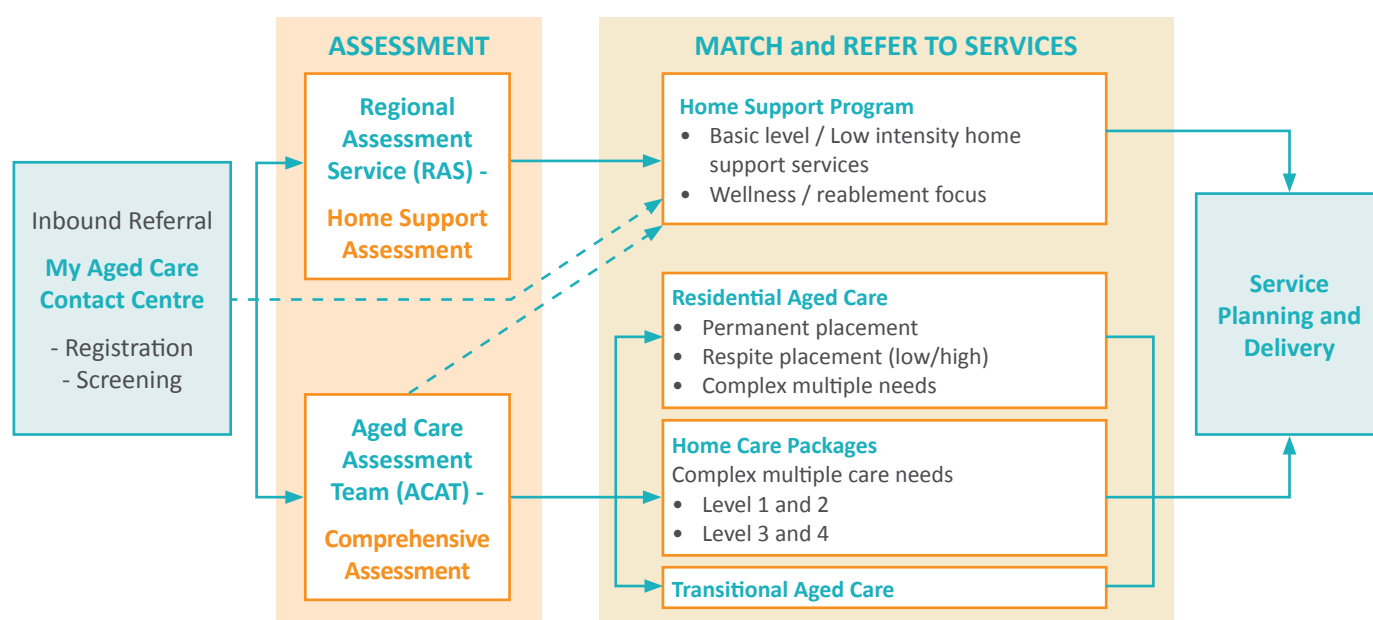 ASSESSMENT
MATCH and REFER TO SERVICES
Inbound Referral
My Aged Care
Contact Centre
- Registration
- Screening
Regional
Assessment
Service (RAS) -
Home Support
Assessment
Aged Care
Assessment
Team (ACAT) -
Comprehensive
Assessment
Home Support Program
• Basic level / Low intensity home
support services
• Wellness / reablement focus
Residential Aged Care
• Permanent placement
• Respite placement (low/high)
• Complex multiple needs
Home Care Packages
Complex multiple care needs
• Level 1 and 2
• Level 3 and 4
Transitional Aged Care
Service
Planning and
Delivery